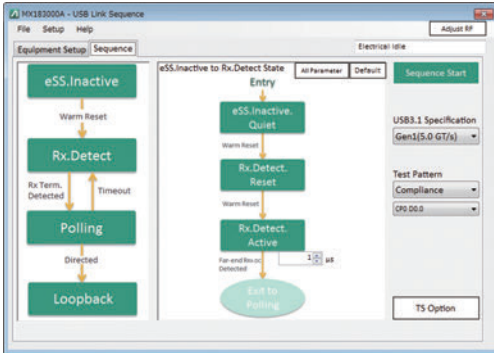 MX183000A - USB Link Sequence
File Setup Help
Adjust RF
Equipment Setup Sequence
Electrical Idle
eSS.Inactive
Warm Reset
Rx.Detect
Rx Term.
Detected
Timeout
Polling
Directed
Loopback
eSS.Inactive to Rx.Detect State
All Parameter
Default
Entry
eSS.Inactive.
Quiet
Warm Reset
Rx.Detect.
Reset
Warm Reset
Rx.Detect.
Active
Far-end Rx-DC
Detected
1 µs
Exit to
Polling
Sequence Start
USB3.1 Specification
Gen1(5.0 GT/s)
Test Pattern
Compliance
CP0 D0.0
TS Option